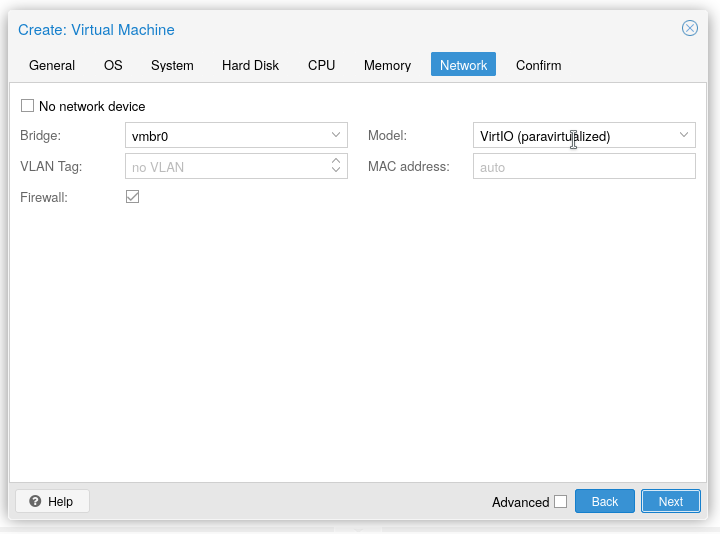 Create: Virtual Machine
General OS System Hard Disk CPU Memory Network Confirm
No network device
Bridge: vmbr0 Model: VirtIO (paravirtualized)
VLAN Tag: no VLAN MAC address: auto
Firewall:
Help Advanced Back Next